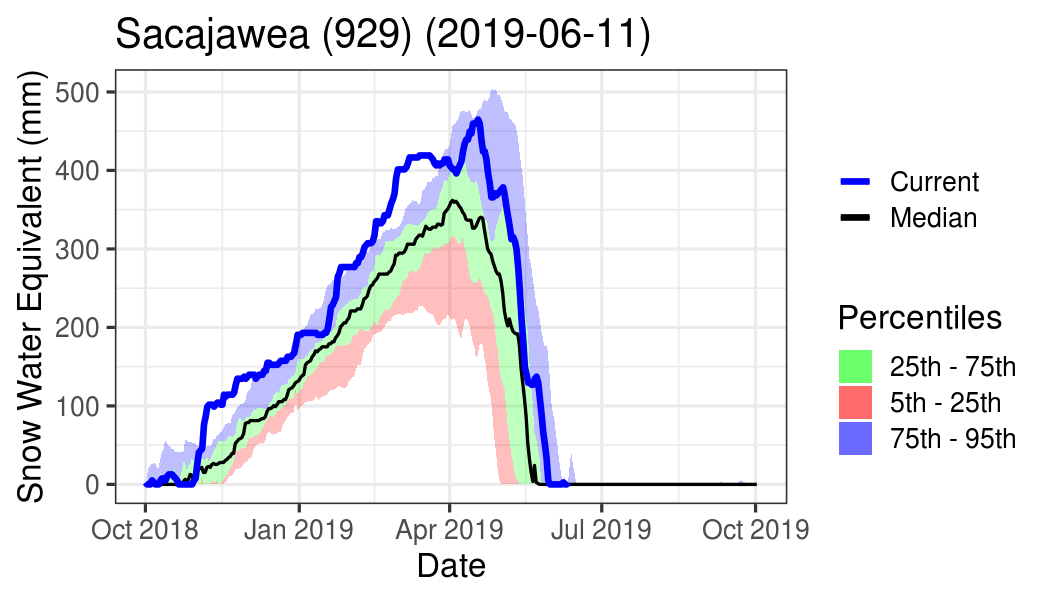 Sacajawea (929) (2019-06-11)
Snow Water Equivalent (mm)
500
400
300
200
100
0
Oct 2018
Jan 2019
Apr 2019
Jul 2019
Oct 2019
Date
Current
Median
Percentiles
25th - 75th
5th - 25th
75th - 95th